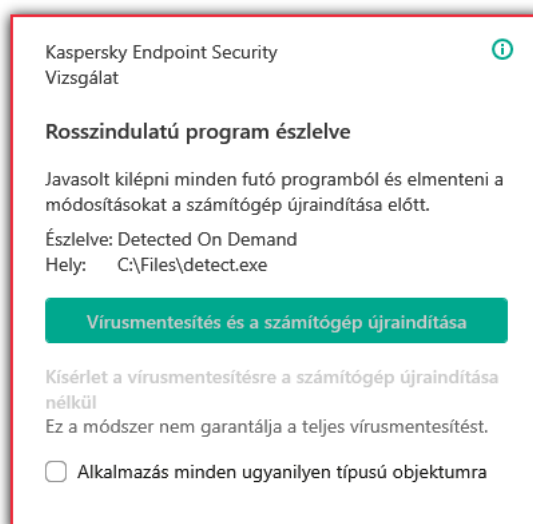 Kaspersky Endpoint Security
Vizsgálat
Rosszindulatú program észlelve
Javasolt kilépni minden futó programból és elmenteni a
módosításokat a számítógép újraindítása előtt.
Észlelve: Detected On Demand
Hely: C:\Files\detect.exe
Vírusmentesítés és a számítógép újraindítása
Kísérlet a vírusmentesítésre a számítógép újraindítása
nélkül
Ez a módszer nem garantálja a teljes vírusmentesítést.
Alkalmazás minden ugyanilyen típusú objektumra